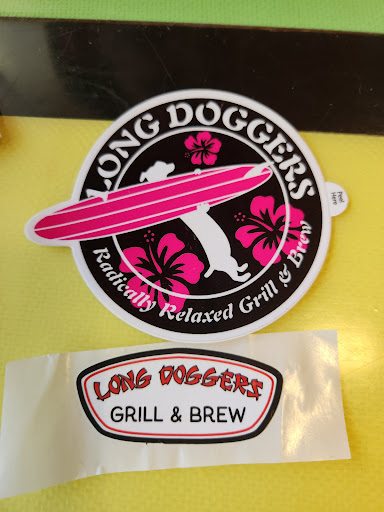 LONG DOGGERS
Radically Relaxed Grill & Brew
Peel Here
LONG DOGGERS
GRILL & BREW